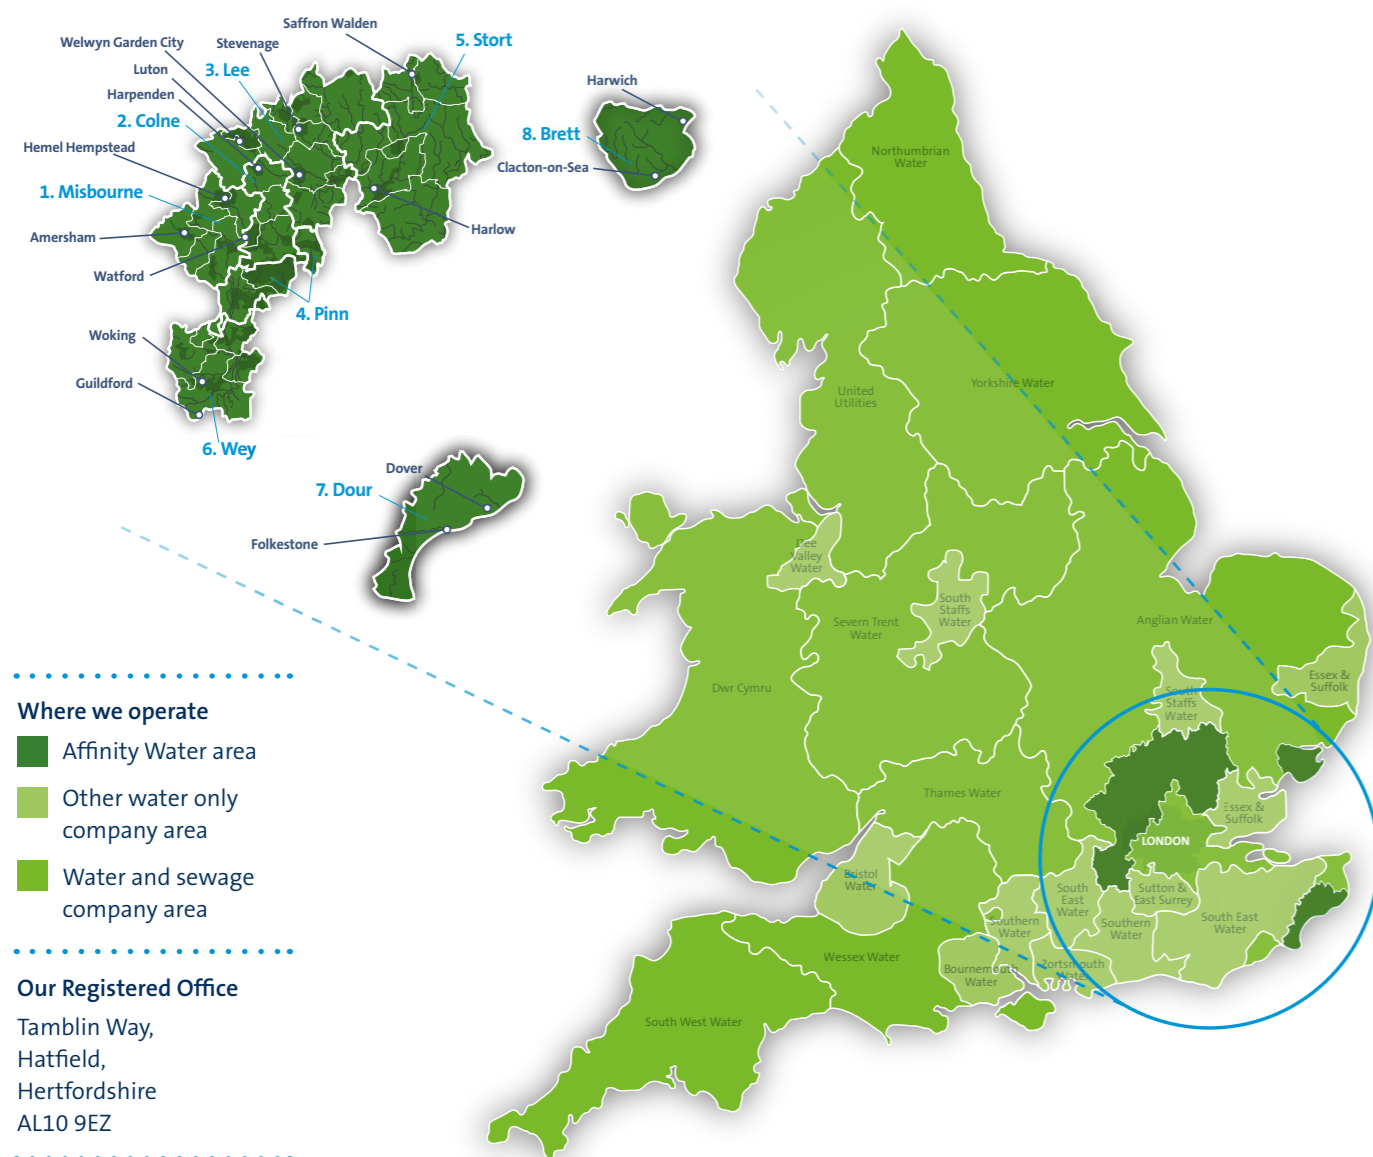 Saffron Walden
Welwyn Garden City
Stevenage
5. Stort
Luton
3. Lee
Harpenden
2. Colne
Hemel Hempstead
1. Misbourne
Amersham
Harlow
Watford
4. Pinn
Woking
Guildford
6. Wey
Harwich
8. Brett
Clacton-on-Sea
Dover
7. Dour
Folkestone
Northumbrian
Water
United
Utilities
Yorkshire Water
Dee
Valley
Water
South
Staffs
Water
Severn Trent
Water
Anglian Water
Dwr Cymru
Essex &
Suffolk
South
Staffs
Water
Thames Water
Essex &
Suffolk
LONDON
Bristol
Water
South
East
Water
Sutton &
East Surrey
Southern
Water
Southern
Water
South East
Water
Wessex Water
Bournemouth
Water
Portsmouth
Water
South West Water
Where we operate
Affinity Water area
Other water only
company area
Water and sewage
company area
Our Registered Office
Tamblin Way,
Hatfield,
Hertfordshire
AL10 9EZ